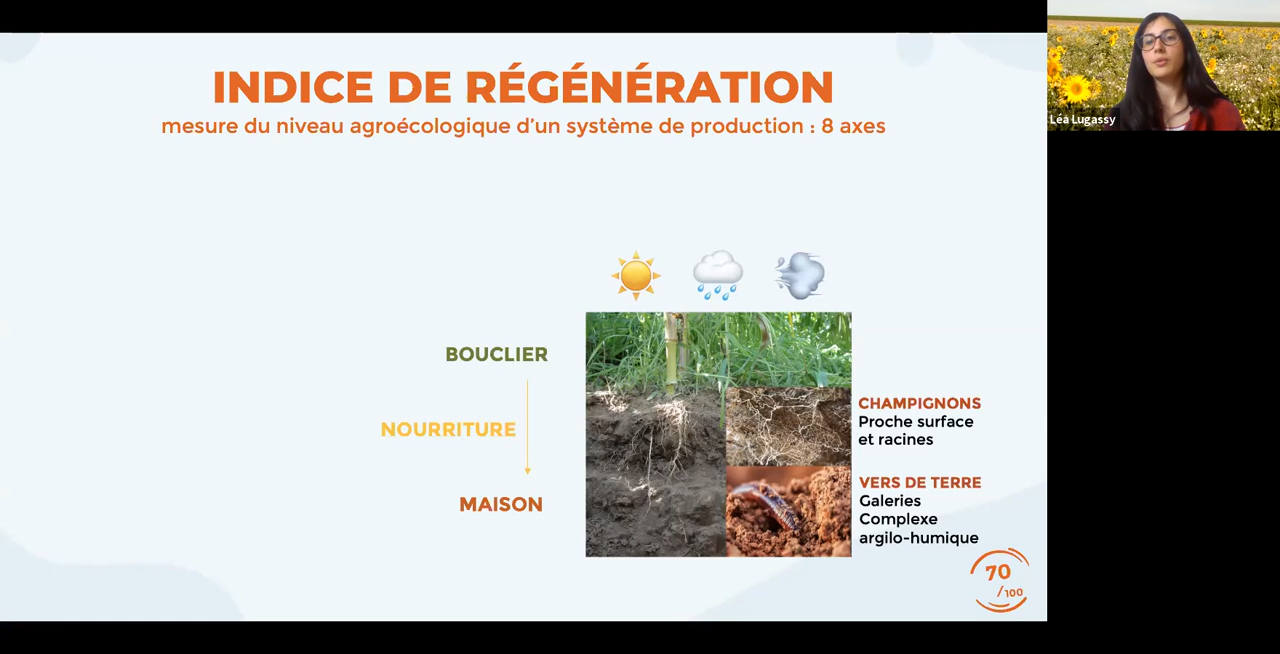 INDICE DE RÉGÉNÉRATION
mesure du niveau agroécologique d'un système de production : 8 axes
Léa Lugassy
BOUCLIER
NOURRITURE
MAISON
CHAMPIGNONS
Proche surface
et racines
VERS DE TERRE
Galeries
Complexe
argilo-humique
70
/100